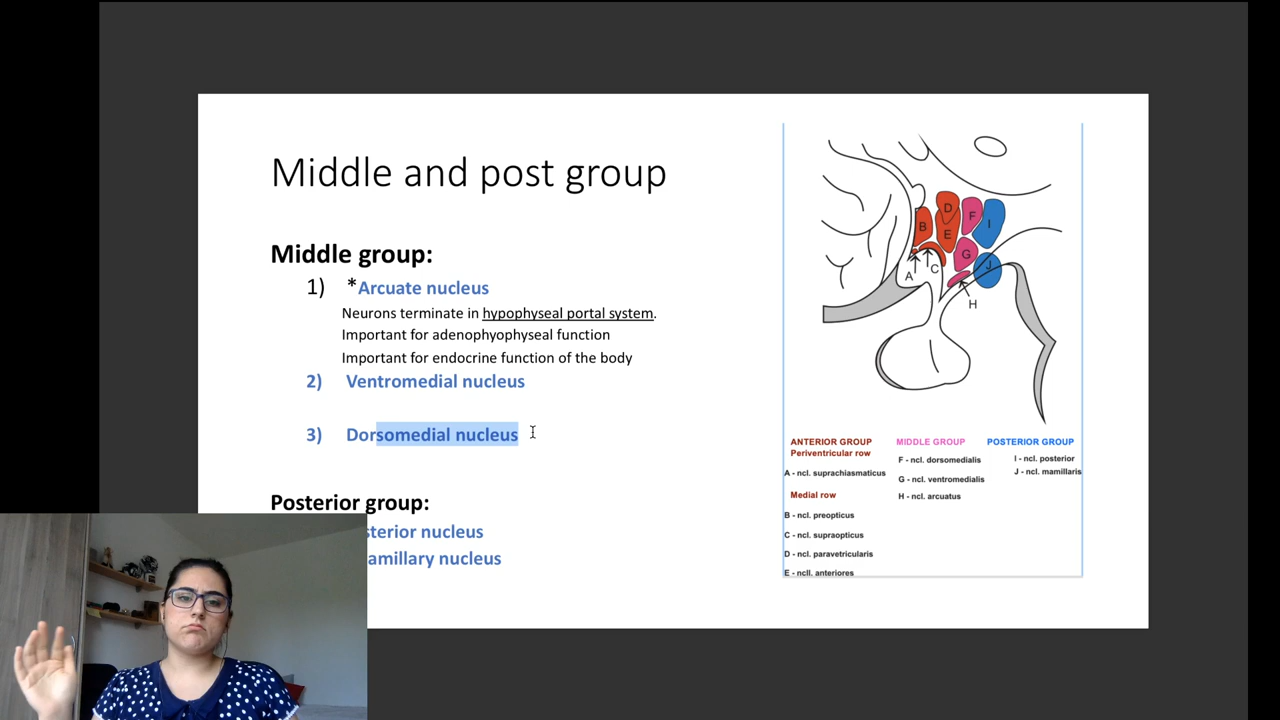 Middle and post group
Middle group:
1) *Arcuate nucleus
Neurons terminate in hypophyseal portal system.
Important for adenophyophyseal function
Important for endocrine function of the body
2) Ventromedial nucleus
3) Dorsomedial nucleus
Posterior group:
sterior nucleus
amillary nucleus
D
B
F
I
E
G
A
C
J
H
ANTERIOR GROUP
Periventricular row
A - ncl. suprachiasmaticus
Medial row
B - ncl. preopticus
C - ncl. supraopticus
D - ncl. paravetricularis
E - ncll. anteriores
MIDDLE GROUP
F - ncl. dorsomedialis
G - ncl. ventromedialis
H - ncl. arcuatus
POSTERIOR GROUP
I - ncl. posterior
J - ncl. mamillaris